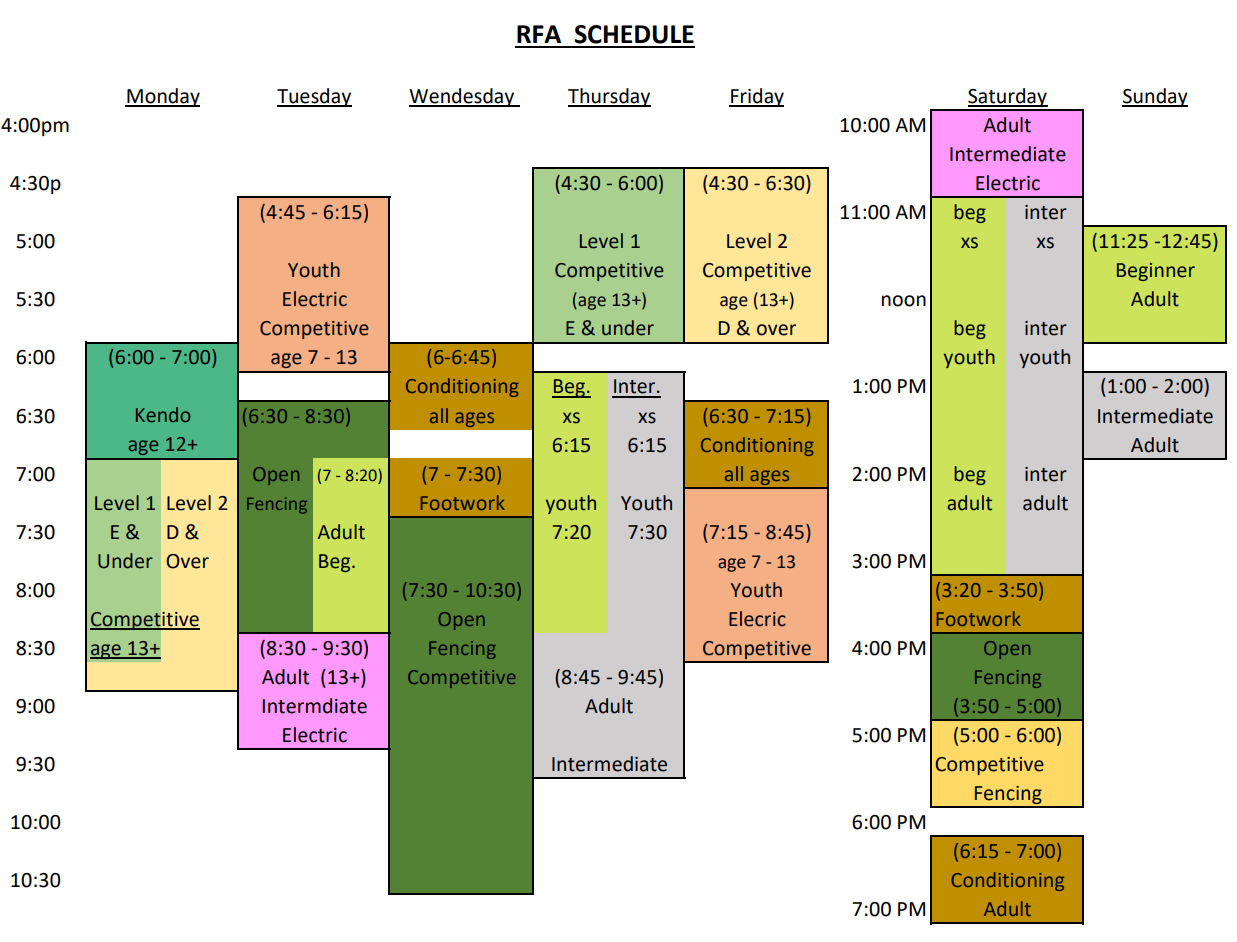 RFA  SCHEDULE
Monday
Tuesday
Wendesday
Thursday
Friday
Saturday
Sunday
4:00pm
4:30p
5:00
5:30
6:00
6:30
7:00
7:30
8:00
8:30
9:00
9:30
10:00
10:30
(6:00 - 7:00)
Kendo
age 12+
Level 1
E &
Under
Level 2
D &
Over
Competitive
age 13+
(4:45 - 6:15)
Youth
Electric
Competitive
age 7 - 13
(6:30 - 8:30)
Open
Fencing
(7 - 8:20)
Adult
Beg.
(8:30 - 9:30)
Adult  (13+)
Intermdiate
Electric
(6-6:45)
Conditioning
all ages
(7 - 7:30)
Footwork
(7:30 - 10:30)
Open
Fencing
Competitive
(4:30 - 6:00)
Level 1
Competitive
(age 13+)
E & under
Beg.
xs
6:15
youth
7:20
Inter.
xs
6:15
Youth
7:30
(8:45 - 9:45)
Adult
Intermediate
(4:30 - 6:30)
Level 2
Competitive
age (13+)
D & over
(6:30 - 7:15)
Conditioning
all ages
(7:15 - 8:45)
age 7 - 13
Youth
Elecric
Competitive
10:00 AM
11:00 AM
noon
1:00 PM
2:00 PM
3:00 PM
4:00 PM
5:00 PM
6:00 PM
7:00 PM
Adult
Intermediate
Electric
beg
xs
beg
youth
beg
adult
inter
xs
inter
youth
inter
adult
(3:20 - 3:50)
Footwork
Open
Fencing
(3:50 - 5:00)
(5:00 - 6:00)
Competitive
Fencing
(6:15 - 7:00)
Conditioning
Adult
(11:25 -12:45)
Beginner
Adult
(1:00 - 2:00)
Intermediate
Adult